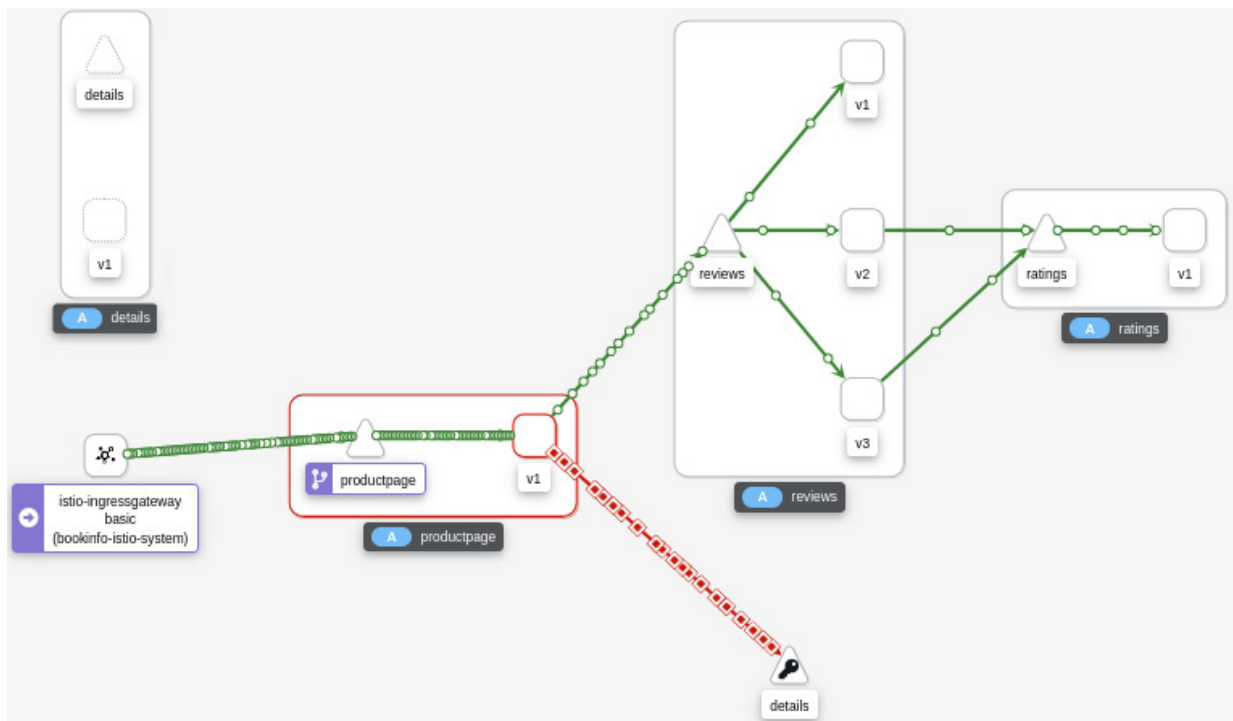 details
v1
A details
istio-ingressgateway
basic
(bookinfo-istio-system)
productpage
v1
A productpage
v1
reviews
v2
v3
A reviews
ratings
v1
A ratings
details